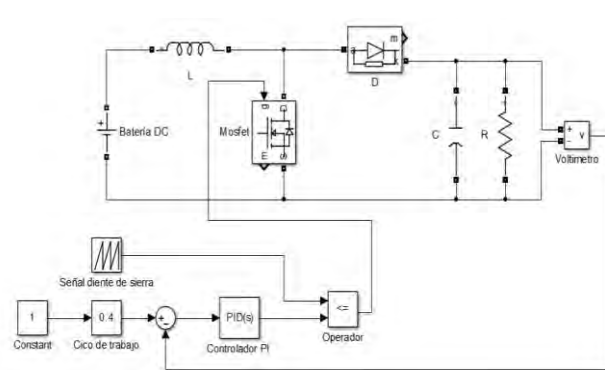 L
m
a
k
D
+
Batería DC
Mosfet
g
D
E
S
C
R
+
-
v
Voltimetro
Señal diente de sierra
1
Constant
0.4
Cico de trabajo
+
-
PID(s)
Controlador PI
<=
Operador